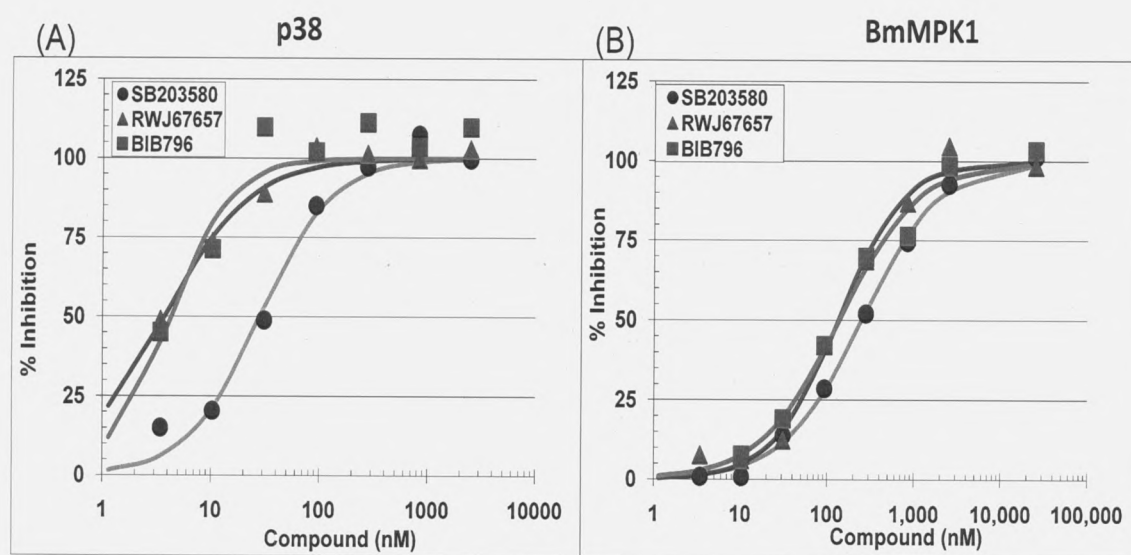 (A) p38
125
100
75
50
25
0
% Inhibition
SB203580
RWJ67657
BIB796
1 10 100 1000 10000
Compound (nM)
(B) BmMPK1
125
100
75
50
25
0
% Inhibition
SB203580
RWJ67657
BIB796
1 10 100 1,000 10,000 100,000
Compound (nM)